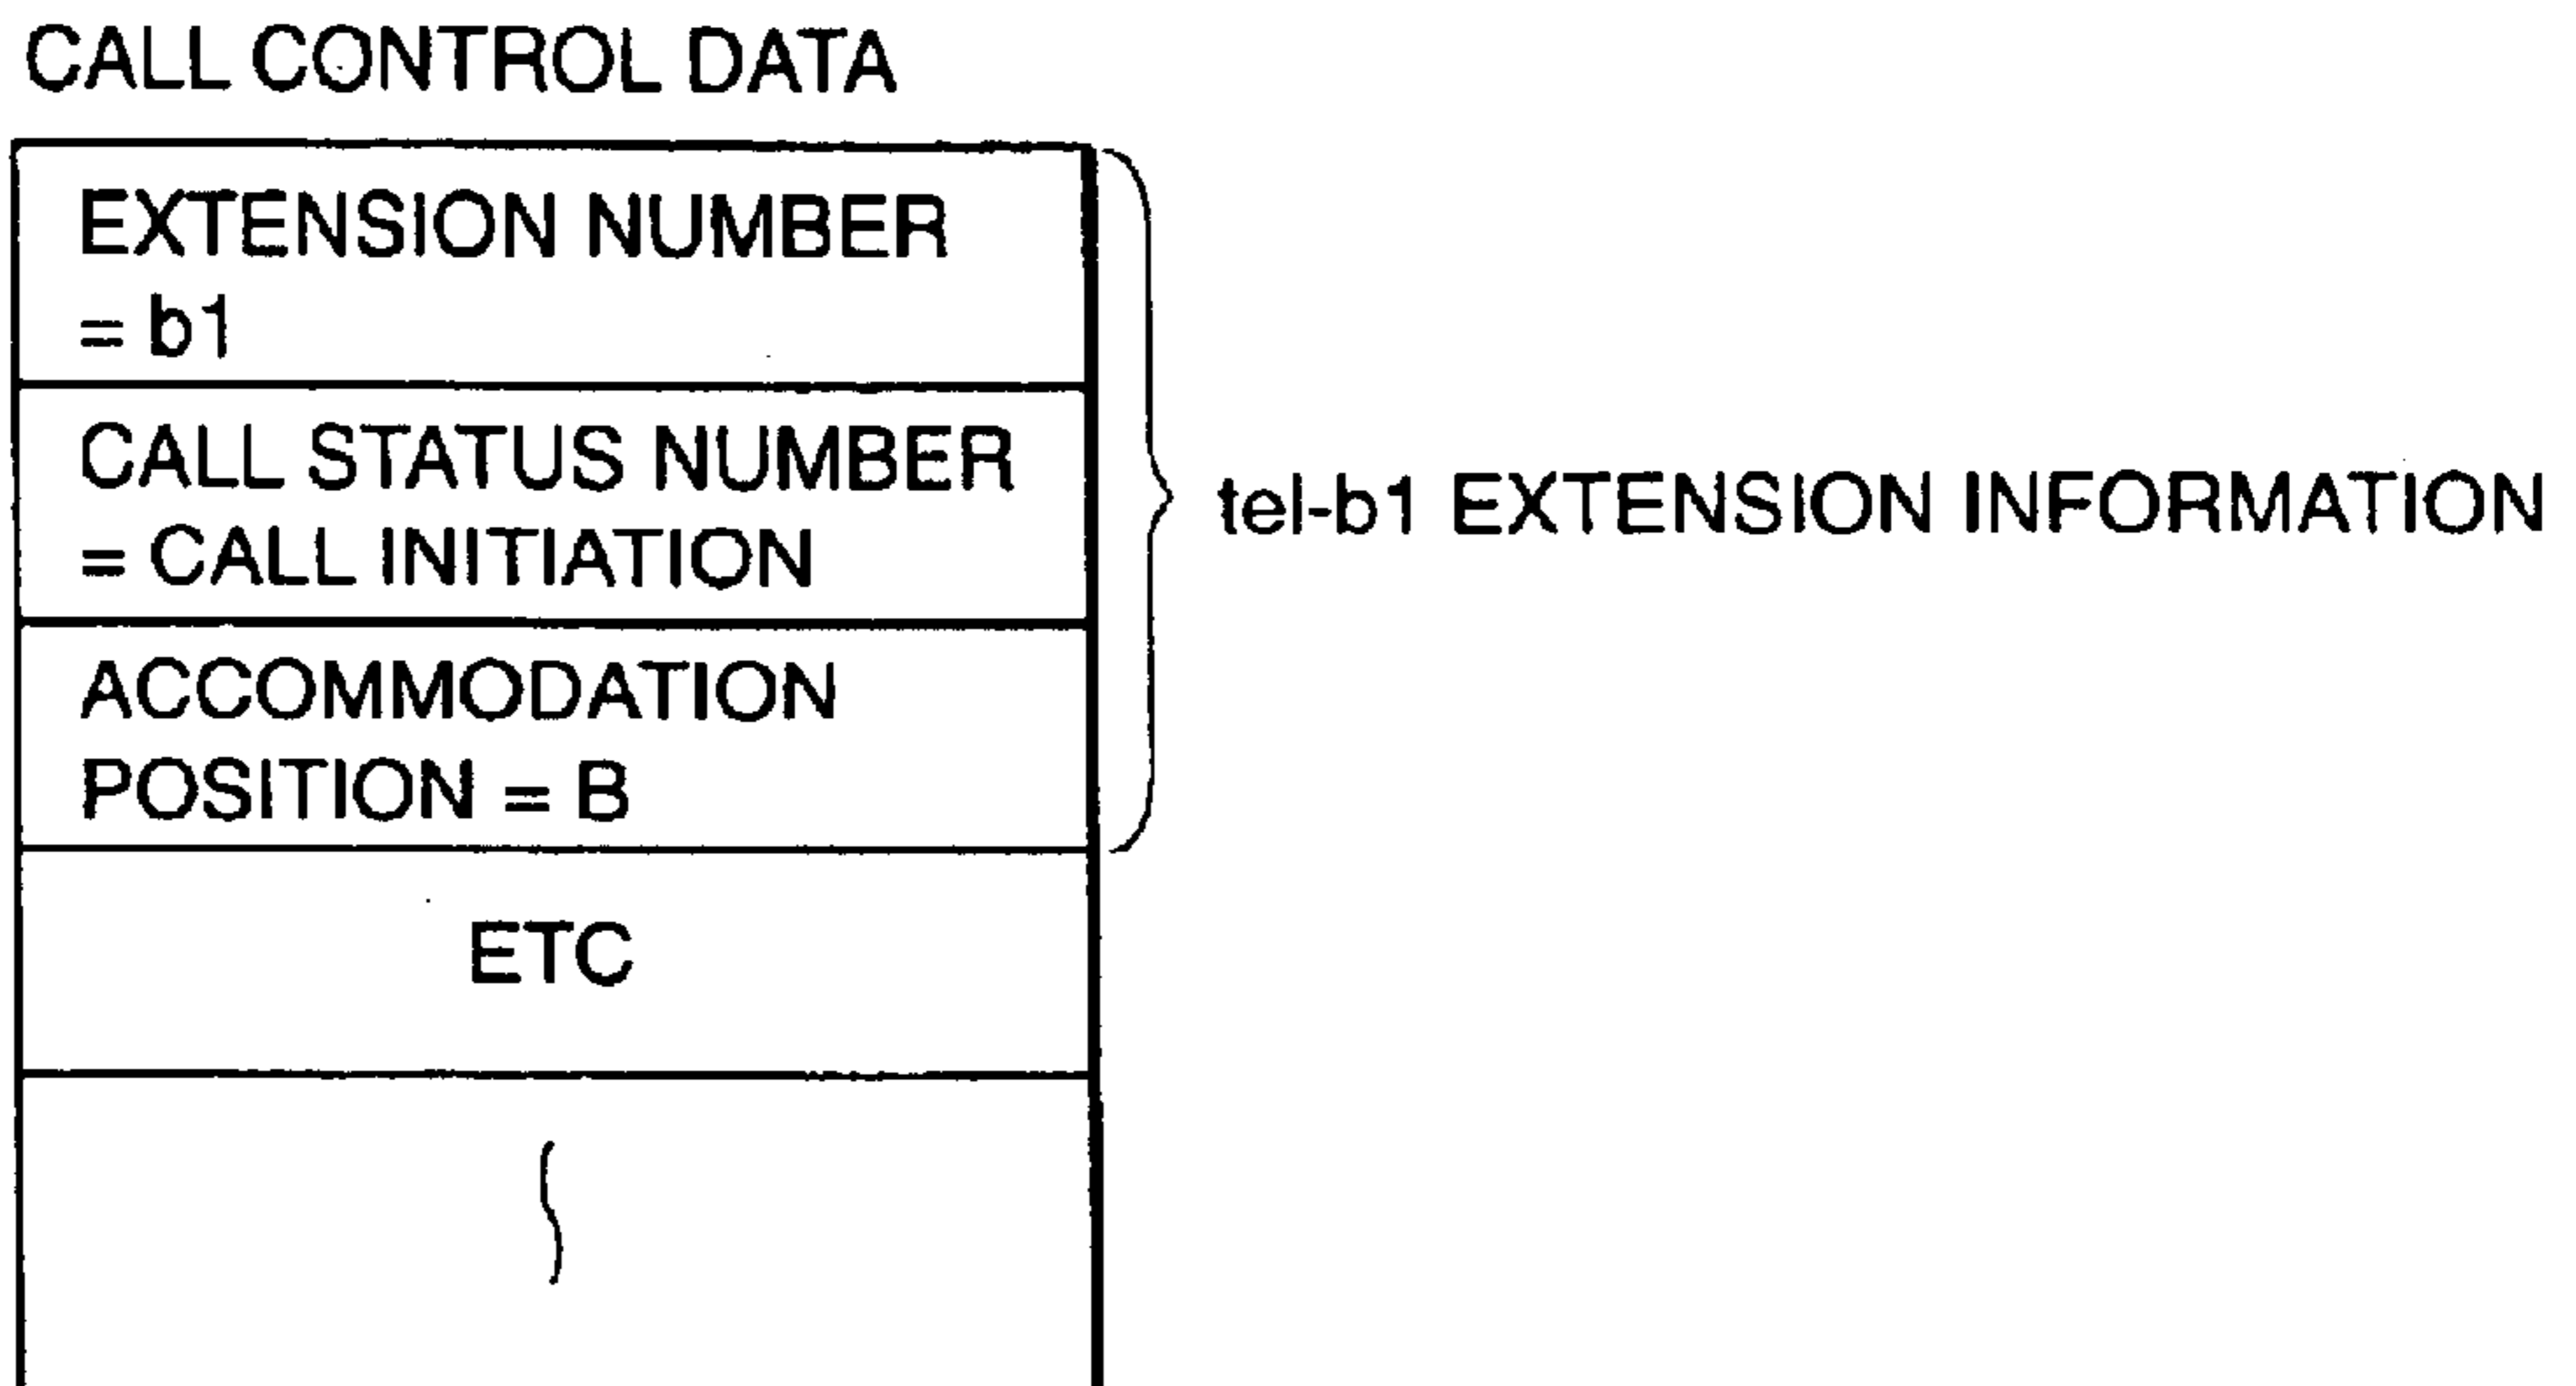 CALL CONTROL DATA
EXTENSION NUMBER
= b1
CALL STATUS NUMBER
= CALL INITIATION
tel-b1 EXTENSION INFORMATION
ACCOMMODATION
POSITION = B
ETC